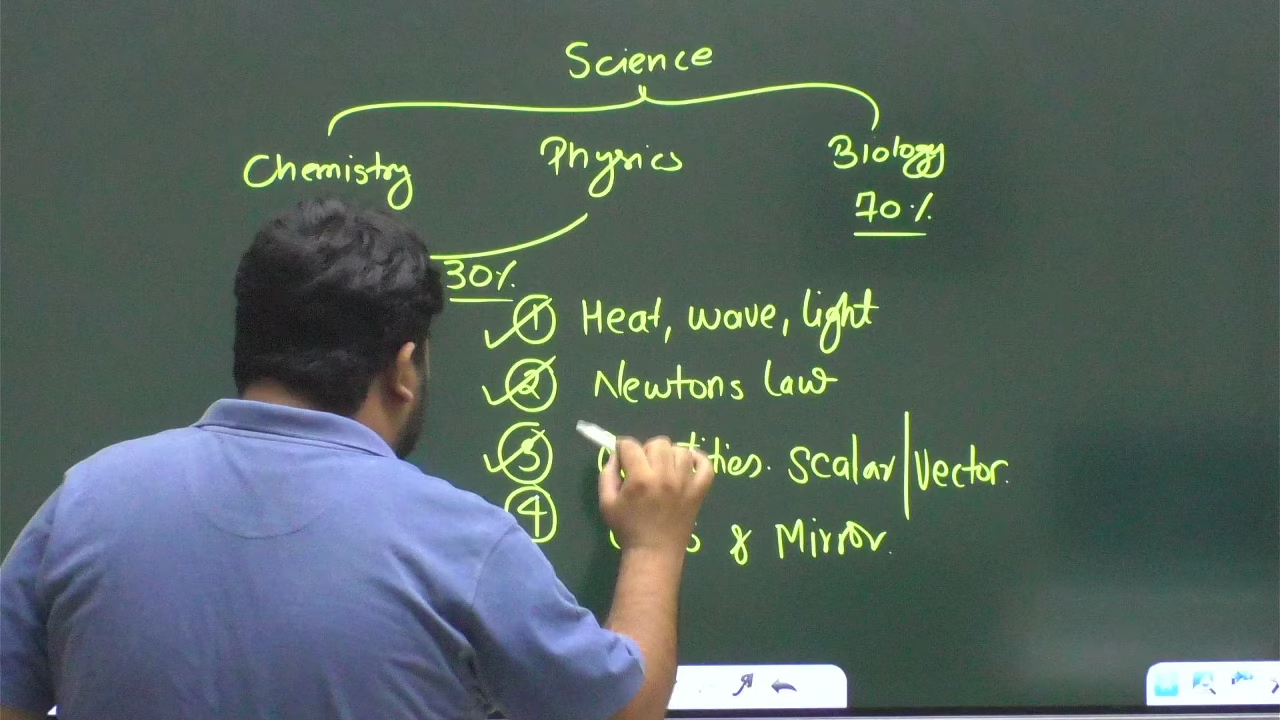 Science
Chemistry Physics Biology
70%
30%
1 Heat, wave, light
2 Newtons law
3 scalar/vector.
4 & Mirror.